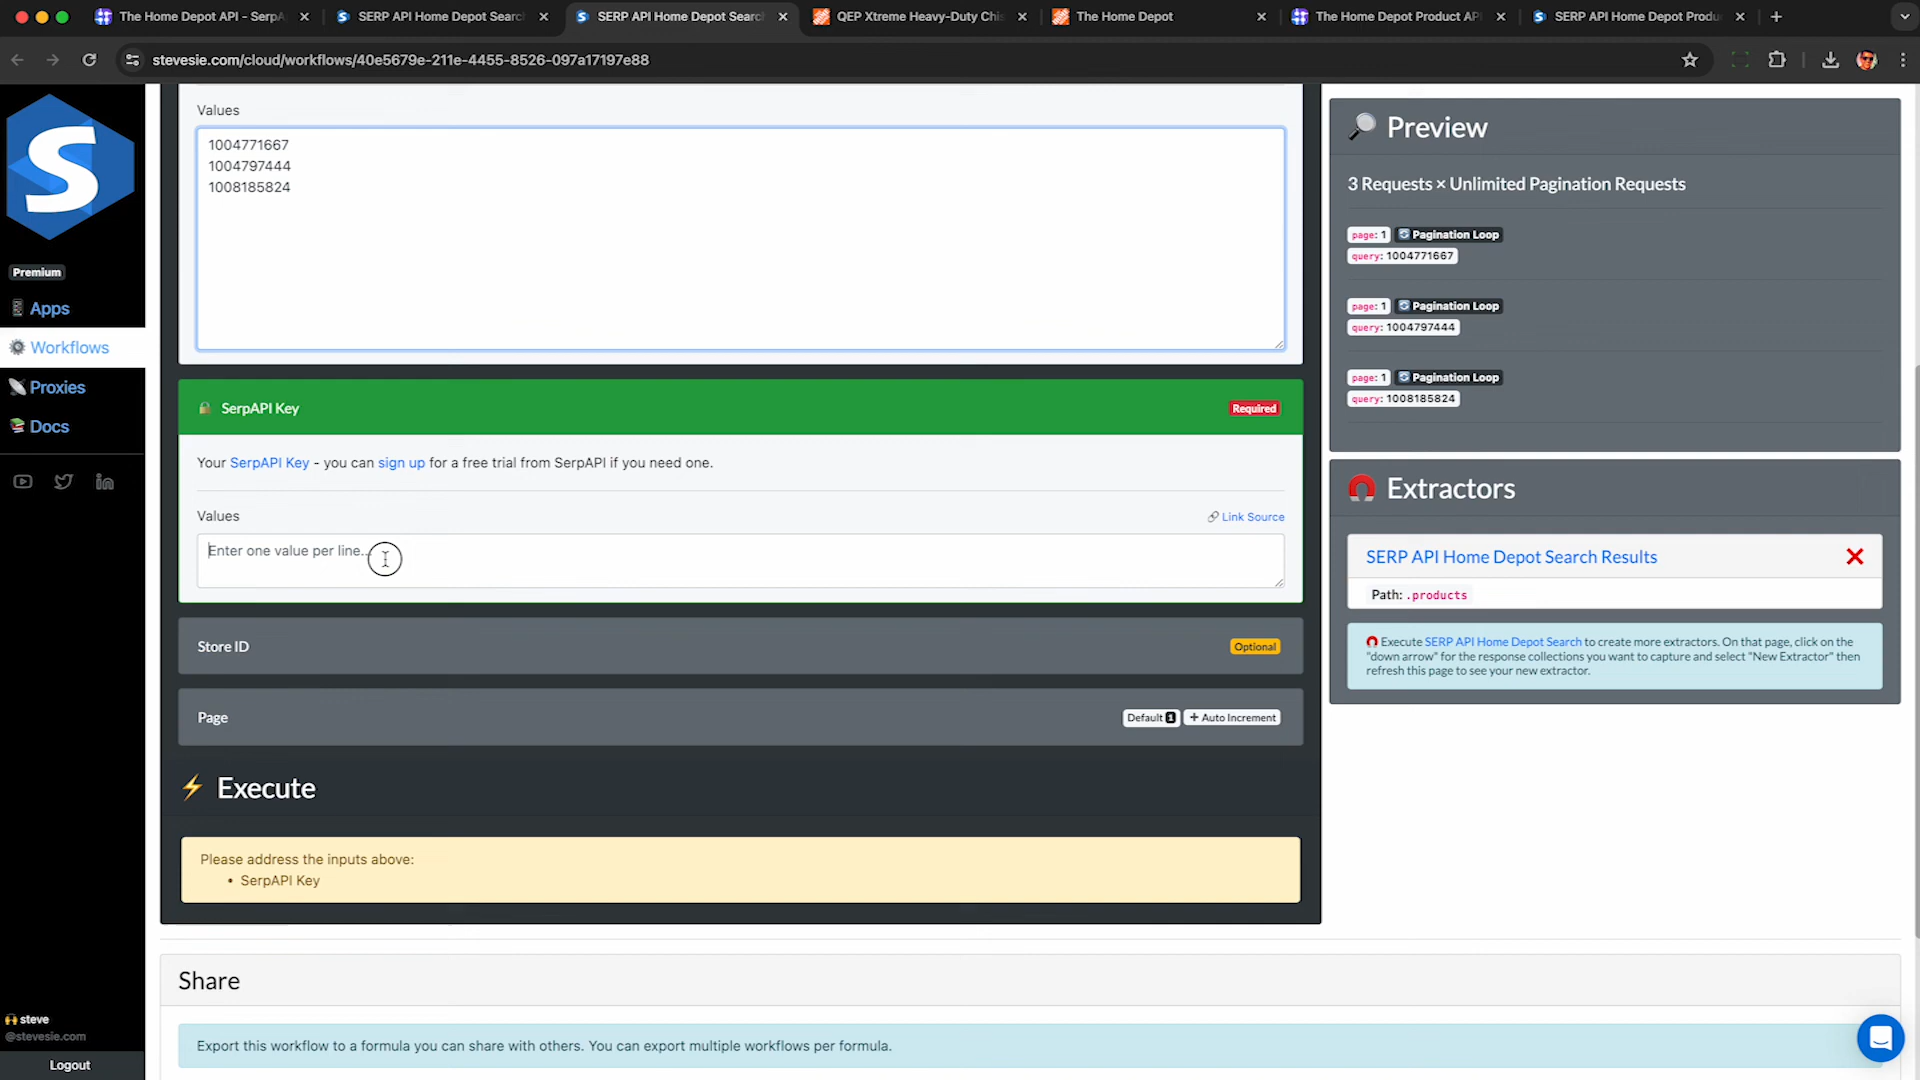 The Home Depot API - SerpA
SERP API Home Depot Search
SERP API Home Depot Search
QEP Xtreme Heavy-Duty Chis
The Home Depot
The Home Depot Product API
SERP API Home Depot Produ
stevesie.com/cloud/workflows/40e5679e-211e-4455-8526-097a17197e88
S
Premium
Apps
Workflows
Proxies
Docs
steve
@stevesie.com
Logout
Values
1004771667
1004797444
1008185824
SerpAPI Key
Required
Your SerpAPI Key - you can sign up for a free trial from SerpAPI if you need one.
Values
Link Source
Enter one value per line...
Store ID
Optional
Page
Default 1
+ Auto Increment
Execute
Please address the inputs above:
• SerpAPI Key
Share
Export this workflow to a formula you can share with others. You can export multiple workflows per formula.
Preview
3 Requests × Unlimited Pagination Requests
page: 1 Pagination Loop
query: 1004771667
page: 1 Pagination Loop
query: 1004797444
page: 1 Pagination Loop
query: 1008185824
Extractors
SERP API Home Depot Search Results
Path: .products
Execute SERP API Home Depot Search to create more extractors. On that page, click on the
"down arrow" for the response collections you want to capture and select "New Extractor" then
refresh this page to see your new extractor.